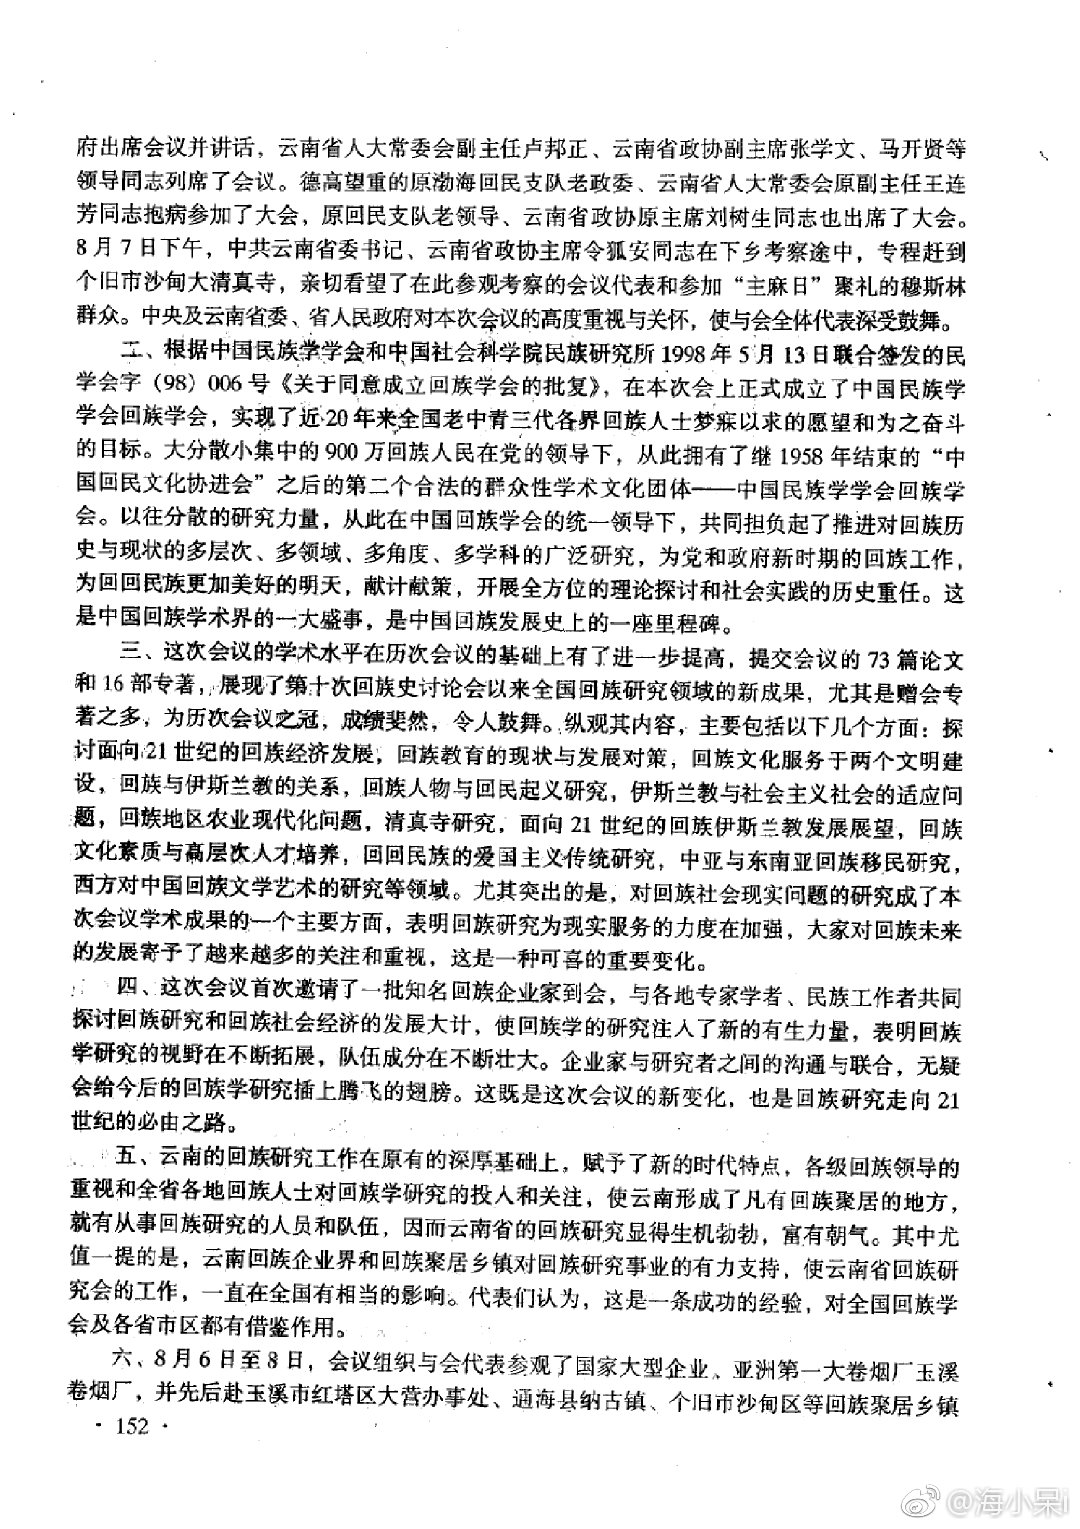 府出席会议并讲话，云南省人大常委会副主任卢邦正、云南省政协副主席张学文、马开贤等
领导同志列席了会议。德高望重的原渤海回民支队老政委、云南省人大常委会原副主任王连
芳同志抱病参加了大会，原回民支队老领导、云南省政协原主席刘树生同志也出席了大会。
8月7日下午，中共云南省委书记、云南省政协主席令狐安同志在下乡考察途中，专程赶到
个旧市沙甸大清真寺，亲切看望了在此参观考察的会议代表和参加“主麻日”聚礼的穆斯林
群众。中央及云南省委、省人民政府对本次会议的高度重视与关怀，使与会全体代表深受鼓舞。
二、根据中国民族学学会和中国社会科学院民族研究所1998年5月13日联合签发的民
学会字（98）006号《关于同意成立回族学会的批复》，在本次会上正式成立了中国民族学
学会回族学会，实现了近20年来全国老中青三代各界回族人士梦寐以求的愿望和为之奋斗
的目标。大分散小集中的900万回族人民在党的领导下，从此拥有了继1958年结束的“中
国回民文化协进会”之后的第二个合法的群众性学术文化团体——中国民族学学会回族学
会。以往分散的研究力量，从此在中国回族学会的统一领导下，共同担负起了推进对回族历
史与现状的多层次、多领域、多角度、多学科的广泛研究，为党和政府新时期的回族工作，
为回回民族更加美好的明天，献计献策，开展全方位的理论探讨和社会实践的历史重任。这
是中国回族学术界的一大盛事，是中国回族发展史上的一座里程碑。
三、这次会议的学术水平在历次会议的基础上有了进一步提高，提交会议的73篇论文
和16部专著，展现了第十次回族史讨论会以来全国回族研究领域的新成果，尤其是赠会专
著之多，为历次会议之冠，成绩斐然，令人鼓舞。纵观其内容，主要包括以下几个方面：探
讨面向21世纪的回族经济发展，回族教育的现状与发展对策，回族文化服务于两个文明建
设，回族与伊斯兰教的关系，回族人物与回民起义研究，伊斯兰教与社会主义社会的适应问
题，回族地区农业现代化问题，清真寺研究，面向21世纪的回族伊斯兰教发展展望，回族
文化素质与高层次人才培养，回回民族的爱国主义传统研究，中亚与东南亚回族移民研究，
西方对中国回族文学艺术的研究等领域。尤其突出的是，对回族社会现实问题的研究成了本
次会议学术成果的一个主要方面，表明回族研究为现实服务的力度在加强，大家对回族未来
的发展寄予了越来越多的关注和重视，这是一种可喜的重要变化。
四、这次会议首次邀请了一批知名回族企业家到会，与各地专家学者、民族工作者共同
探讨回族研究和回族社会经济的发展大计，使回族学的研究注入了新的有生力量，表明回族
学研究的视野在不断拓展，队伍成分在不断壮大。企业家与研究者之间的沟通与联合，无疑
会给今后的回族学研究插上腾飞的翅膀。这既是这次会议的新变化，也是回族研究走向21
世纪的必由之路。
五、云南的回族研究工作在原有的深厚基础上，赋予了新的时代特点，各级回族领导的
重视和全省各地回族人士对回族学研究的投入和关注，使云南形成了凡有回族聚居的地方，
就有从事回族研究的人员和队伍，因而云南省的回族研究显得生机勃勃，富有朝气。其中尤
值一提的是，云南回族企业界和回族聚居乡镇对回族研究事业的有力支持，使云南省回族研
究会的工作，一直在全国有相当的影响。代表们认为，这是一条成功的经验，对全国回族学
会及各省市区都有借鉴作用。
六、8月6日至8日，会议组织与会代表参观了国家大型企业、亚洲第一大卷烟厂玉溪
卷烟厂，并先后赴玉溪市红塔区大营办事处、通海县纳古镇、个旧市沙甸区等回族聚居乡镇
· 152 ·
@海小呆i